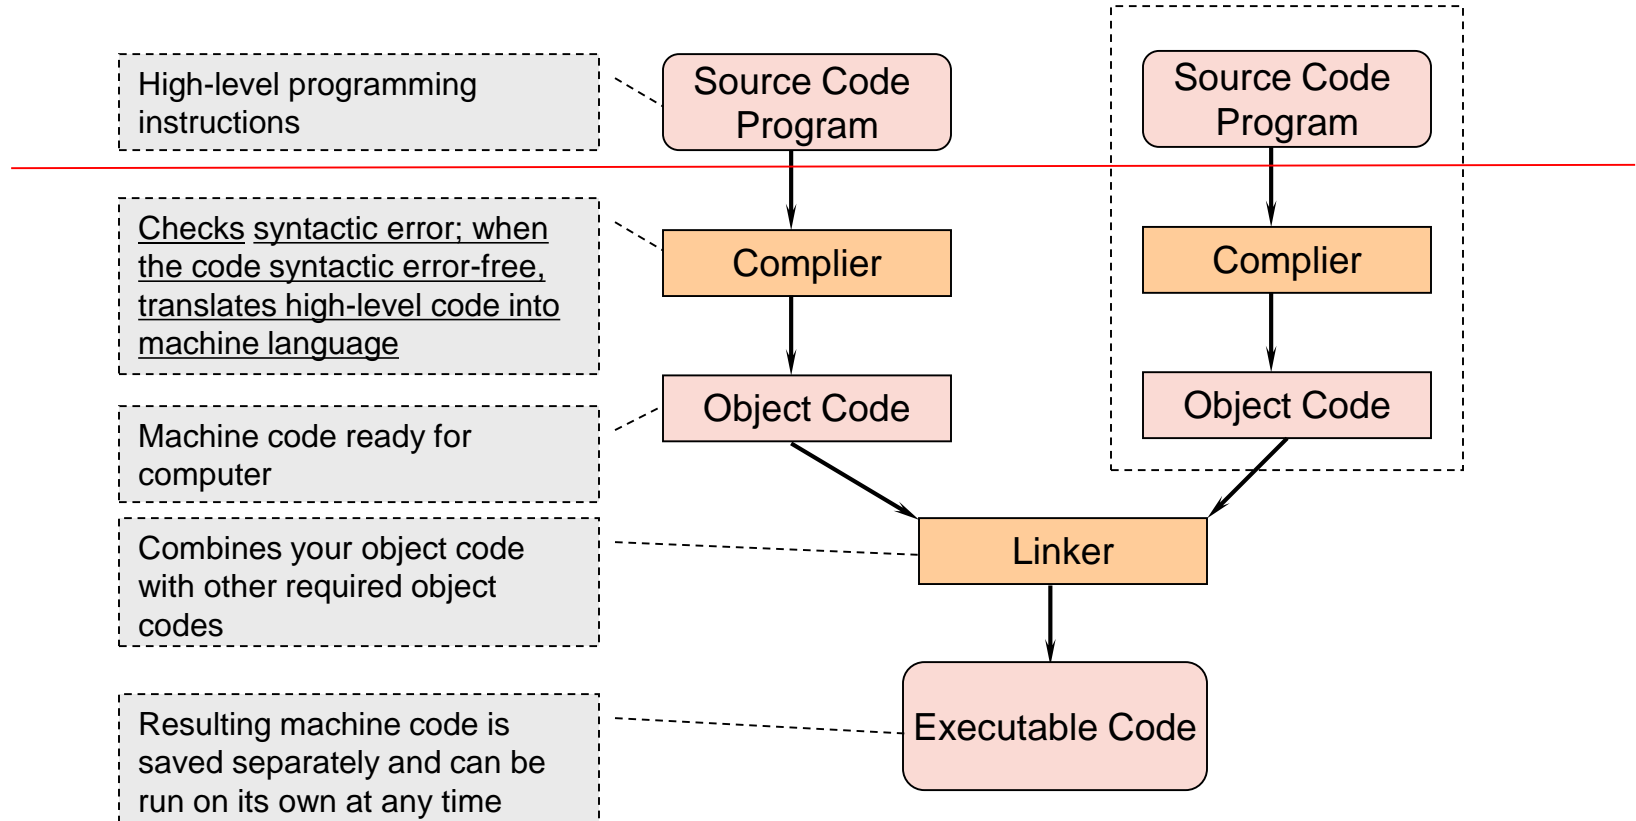 High-level programming
instructions
Source Code
Program
Source Code
Program
Checks syntactic error; when
the code syntactic error-free,
translates high-level code into
machine language
Complier
Complier
Machine code ready for
computer
Object Code
Object Code
Combines your object code
with other required object
codes
Linker
Resulting machine code is
saved separately and can be
run on its own at any time
Executable Code